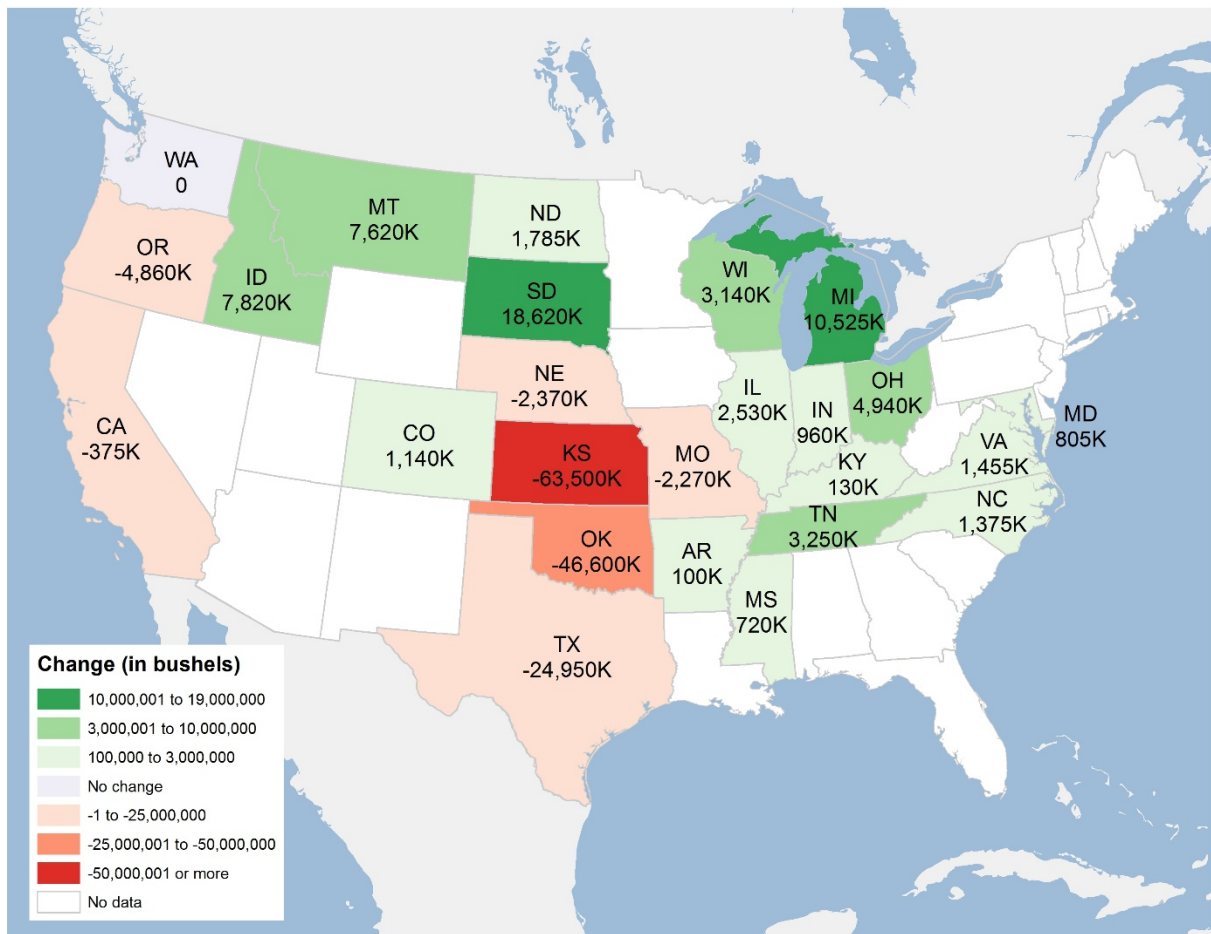 WA
0
MT
7,620K
ND
1,785K
OR
-4,860K
ID
7,820K
SD
18,620K
WI
3,140K
MI
10,525K
NE
-2,370K
IL
2,530K
IN
960K
OH
4,940K
MD
805K
CA
-375K
CO
1,140K
KS
-63,500K
MO
-2,270K
KY
130K
VA
1,455K
NC
1,375K
TN
3,250K
OK
-46,600K
AR
100K
MS
720K
TX
-24,950K
Change (in bushels)
10,000,001 to 19,000,000
3,000,001 to 10,000,000
100,000 to 3,000,000
No change
-1 to -25,000,000
-25,000,001 to -50,000,000
-50,000,001 or more
No data